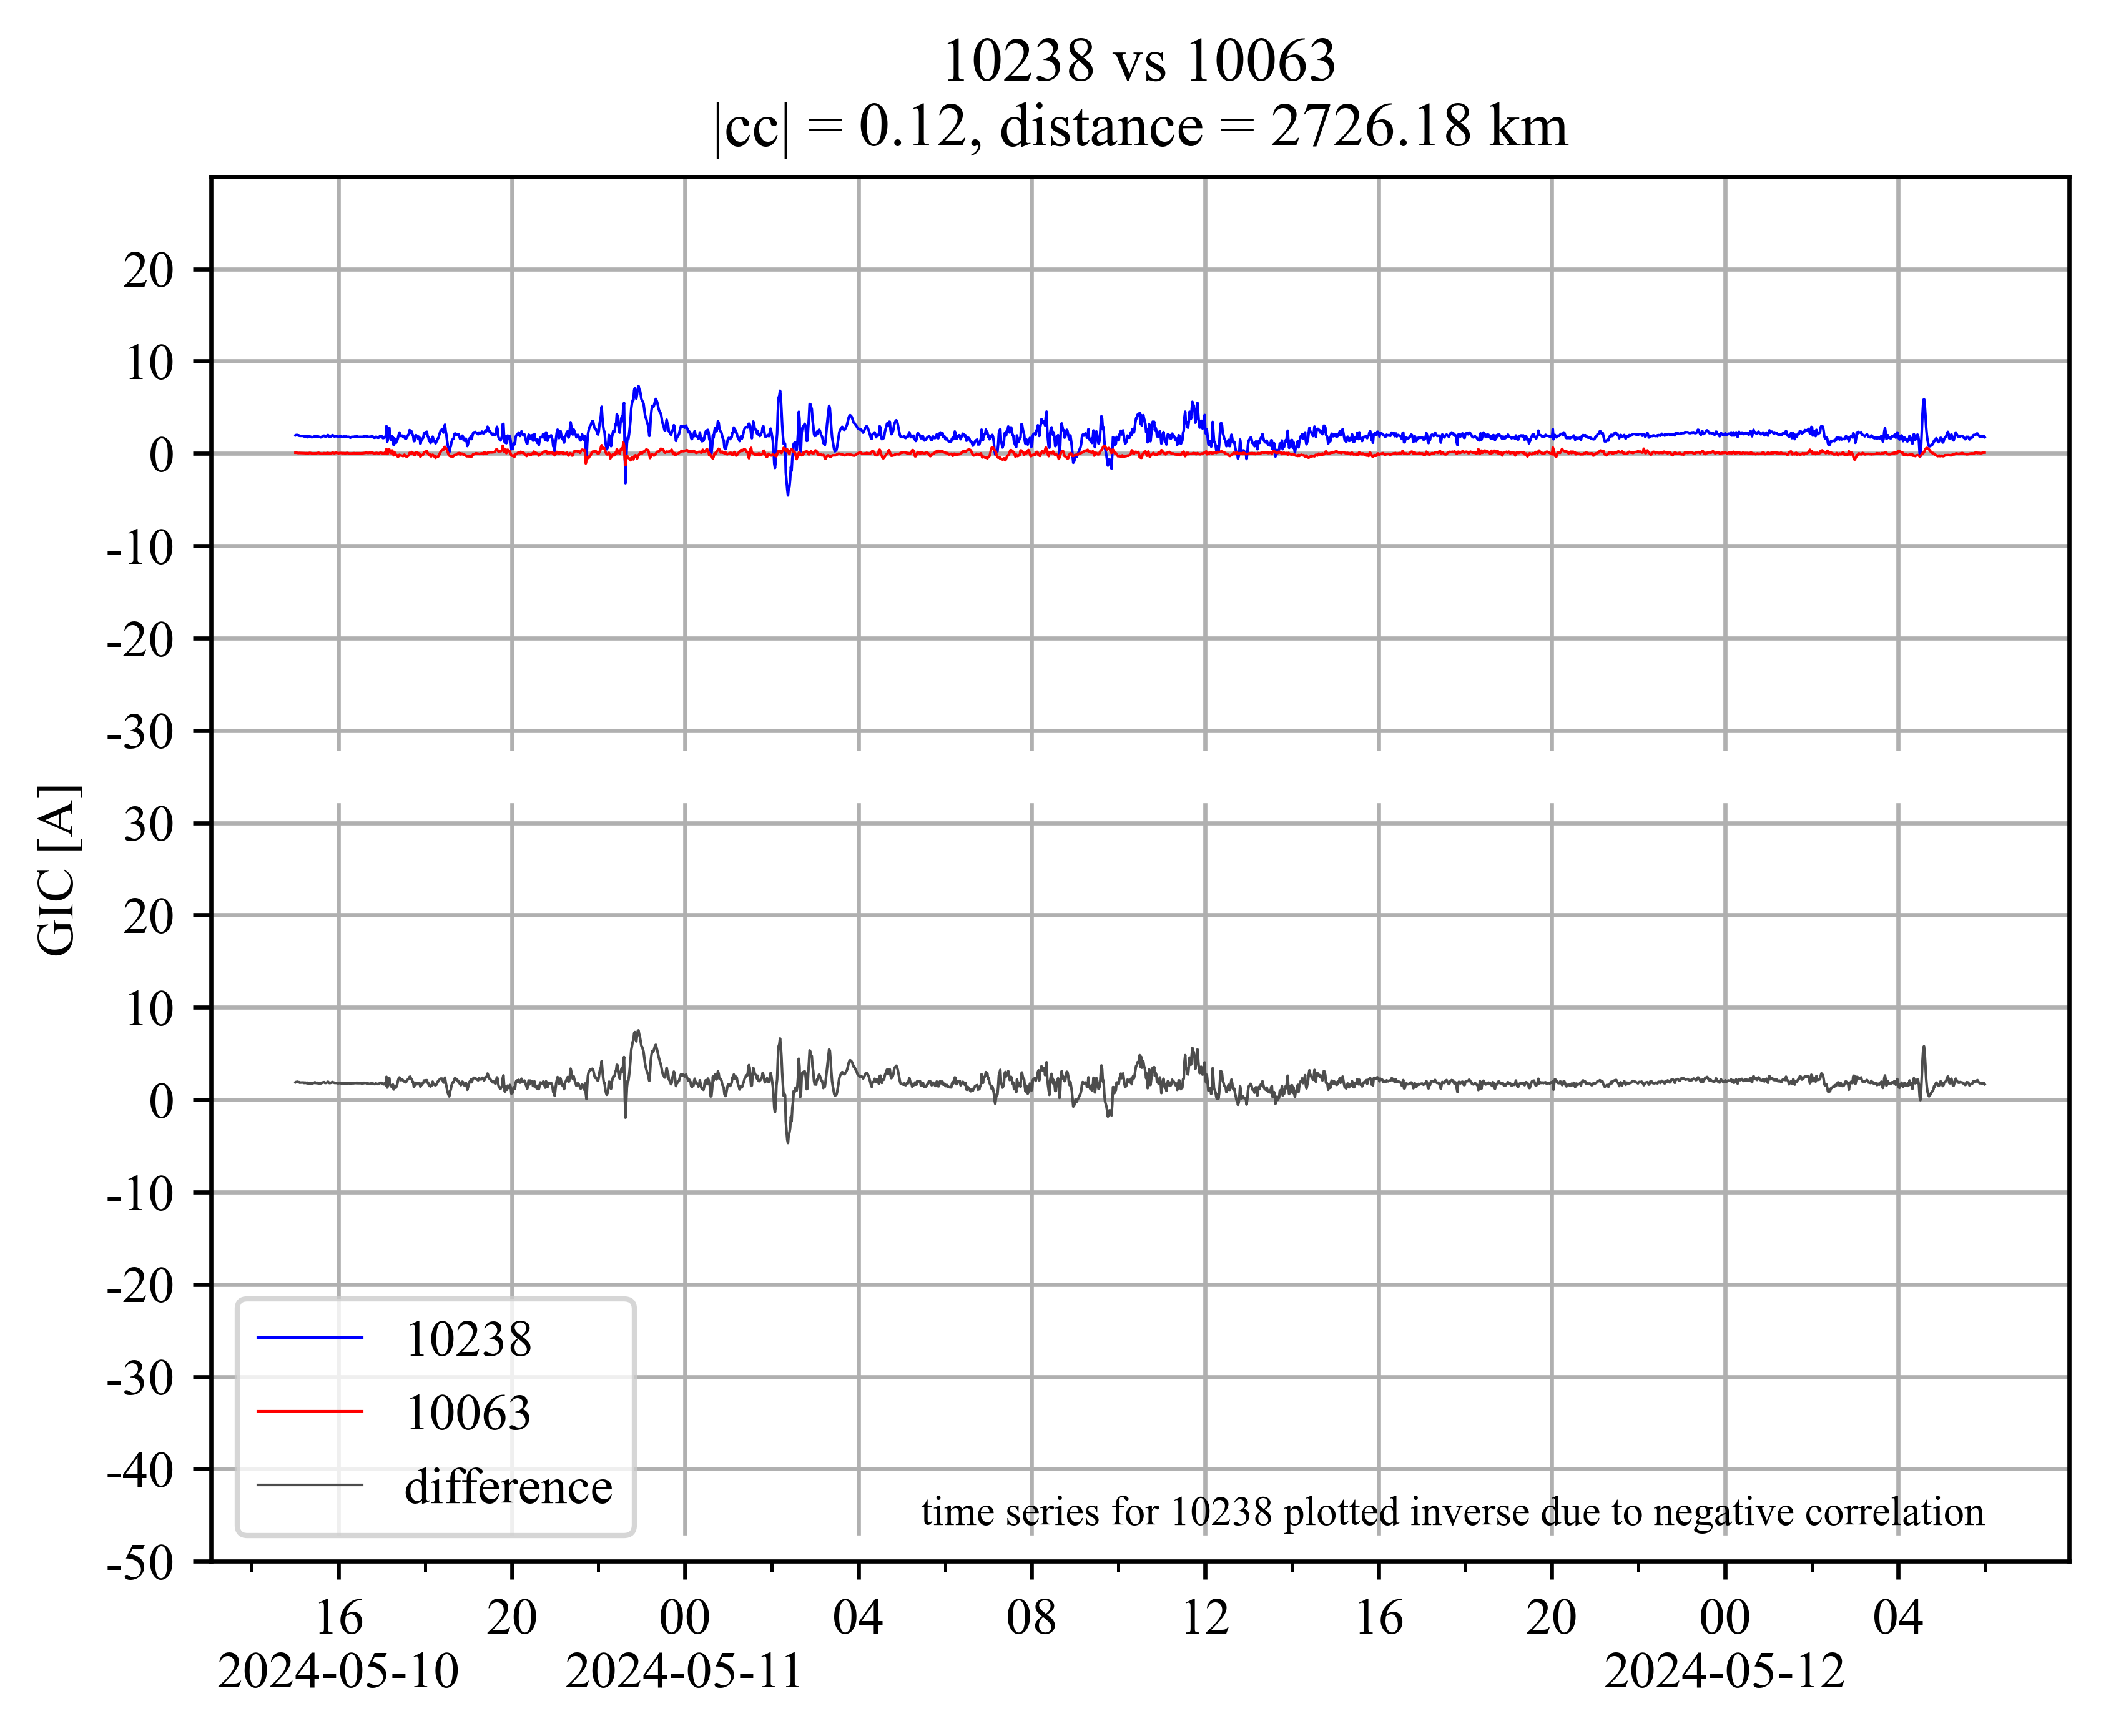 10238 vs 10063
|cc| = 0.12, distance = 2726.18 km
GIC [A]
20
10
0
-10
-20
-30
30
20
10
0
-10
-20
-30
-40
-50
10238
10063
difference
time series for 10238 plotted inverse due to negative correlation
16 20 00 04 08 12 16 20 00 04
2024-05-10 2024-05-11 2024-05-12